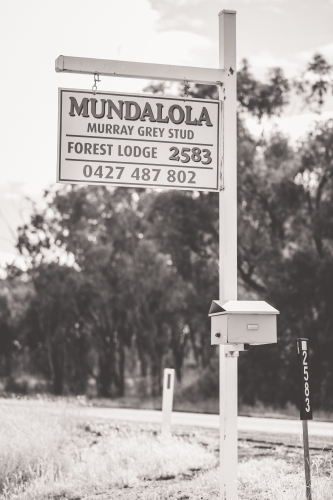 MUNDALOLA
MURRAY GREY STUD
FOREST LODGE 2583
0427 487 802
2583